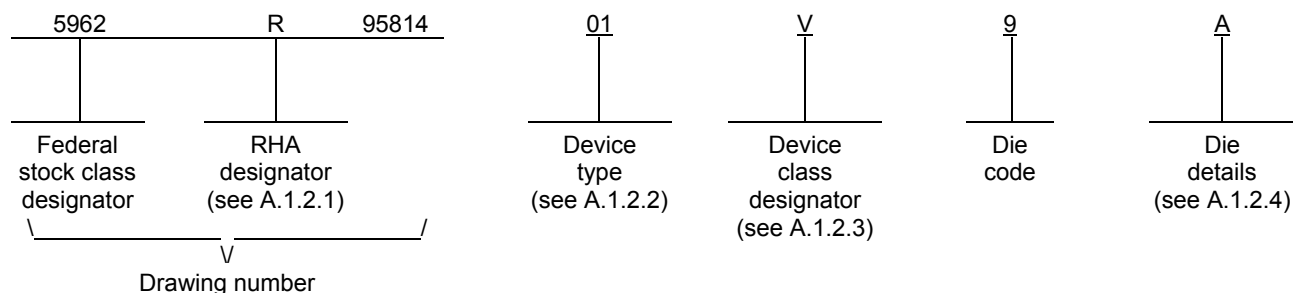 5962 R 95814 01 V 9 A
Federal RHA Device Device Die Die
stock class designator type class code details
designator (see A.1.2.1) (see A.1.2.2) designator (see A.1.2.4)
(see A.1.2.3)
Drawing number